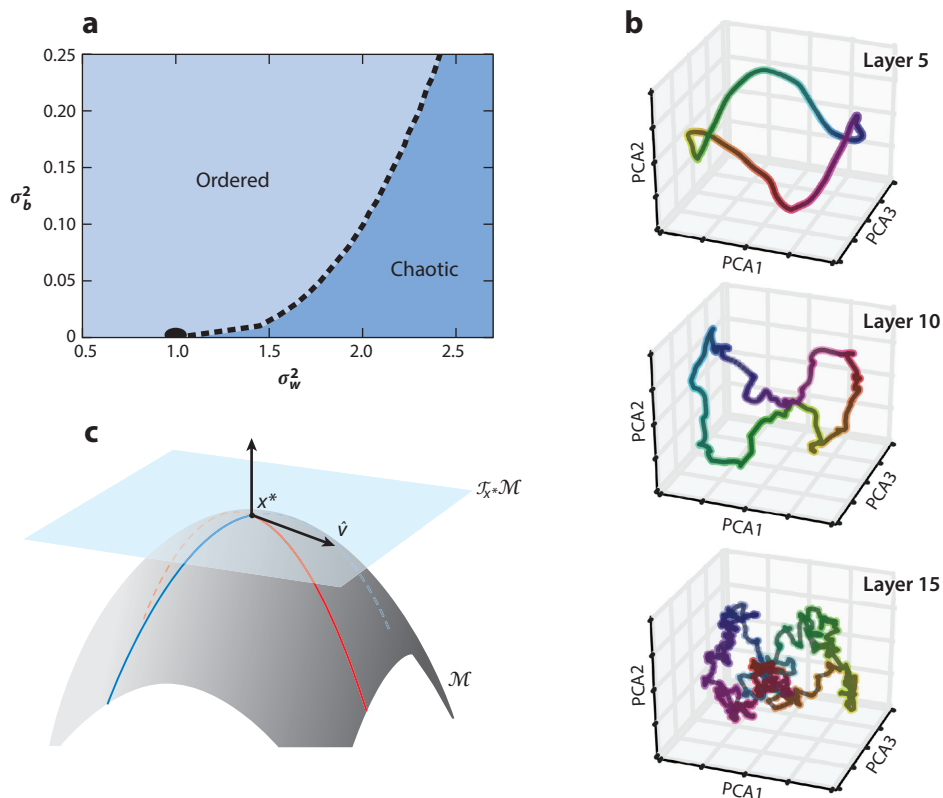 a
0.25
0.20
0.15
0.10
0.05
0
σ_b^2
Ordered
Chaotic
0.5 1.0 1.5 2.0 2.5
σ_w^2
b
Layer 5
PCA2
PCA1
PCA3
Layer 10
PCA2
PCA1
PCA3
Layer 15
PCA2
PCA1
PCA3
c
x*
v̂
𝒯_x*ℳ
ℳ